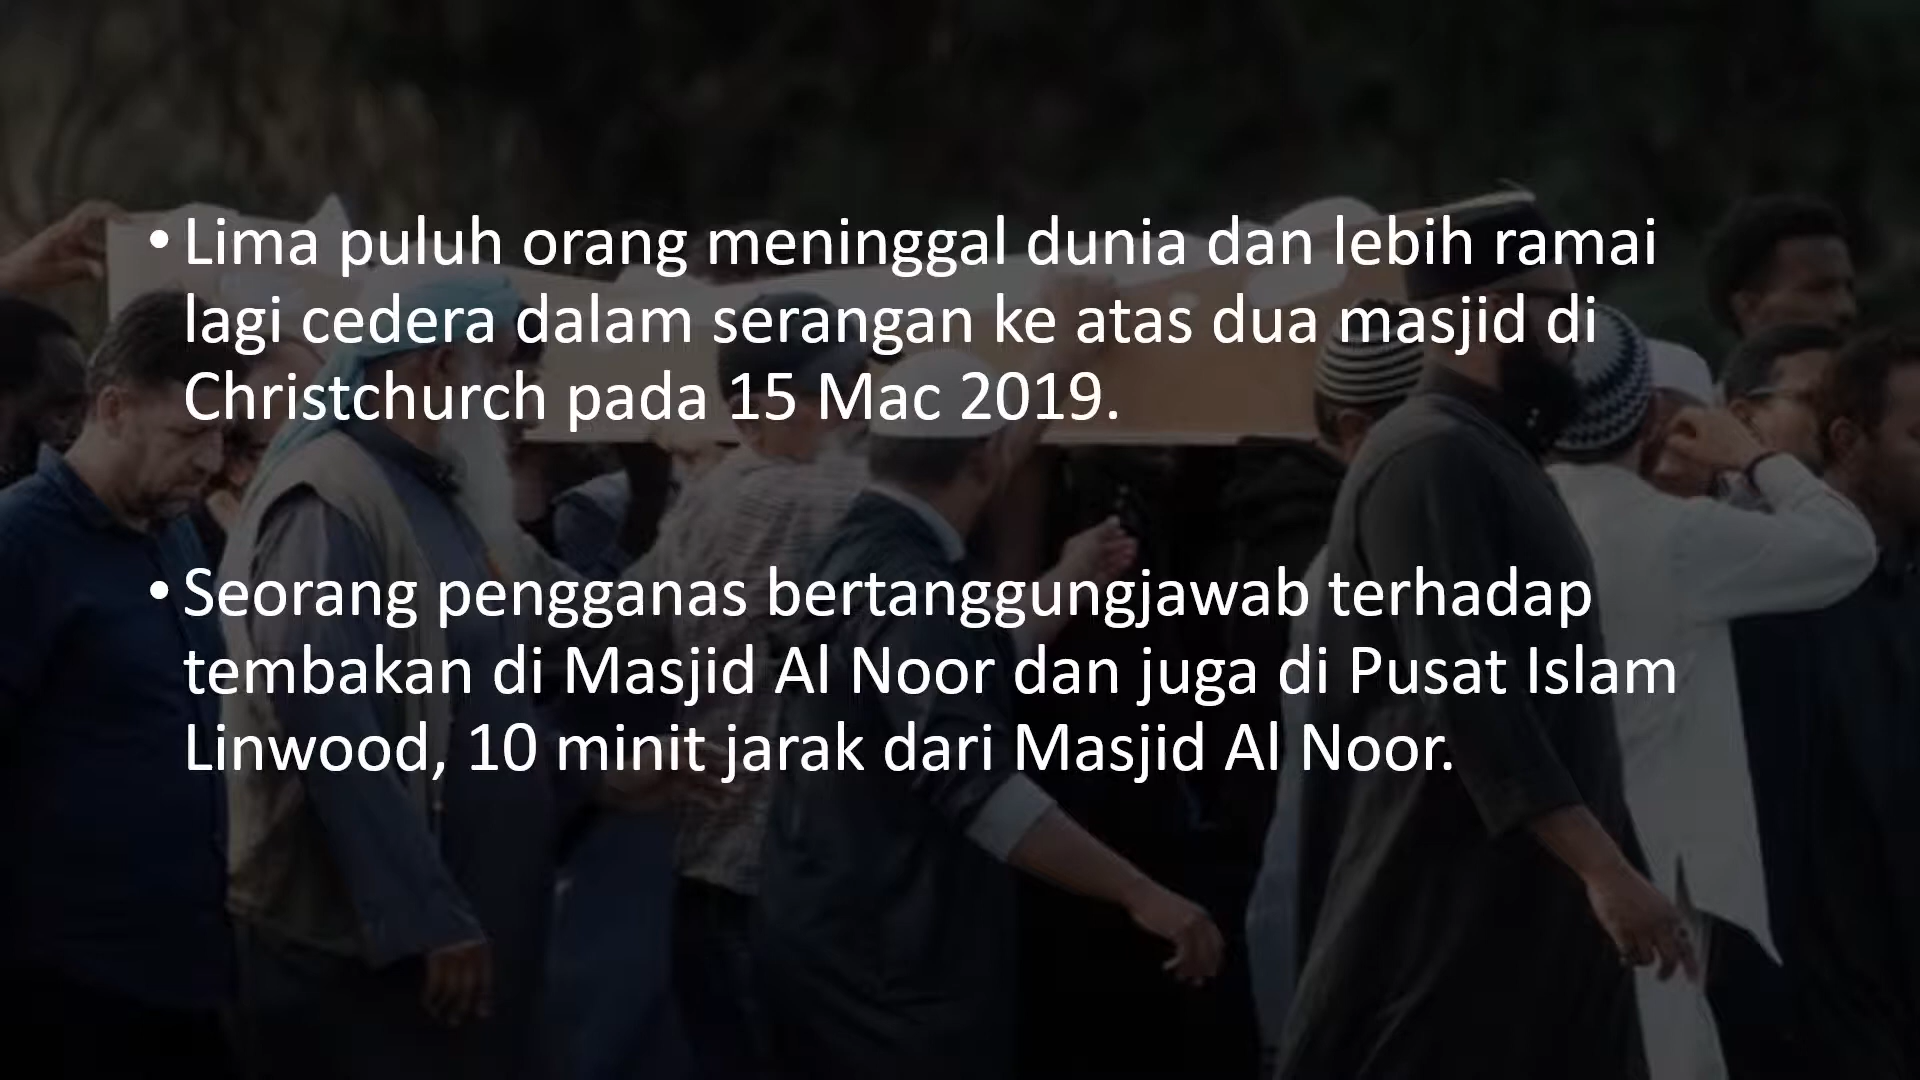 • Lima puluh orang meninggal dunia dan lebih ramai
lagi cedera dalam serangan ke atas dua masjid di
Christchurch pada 15 Mac 2019.
• Seorang pengganas bertanggungjawab terhadap
tembakan di Masjid Al Noor dan juga di Pusat Islam
Linwood, 10 minit jarak dari Masjid Al Noor.